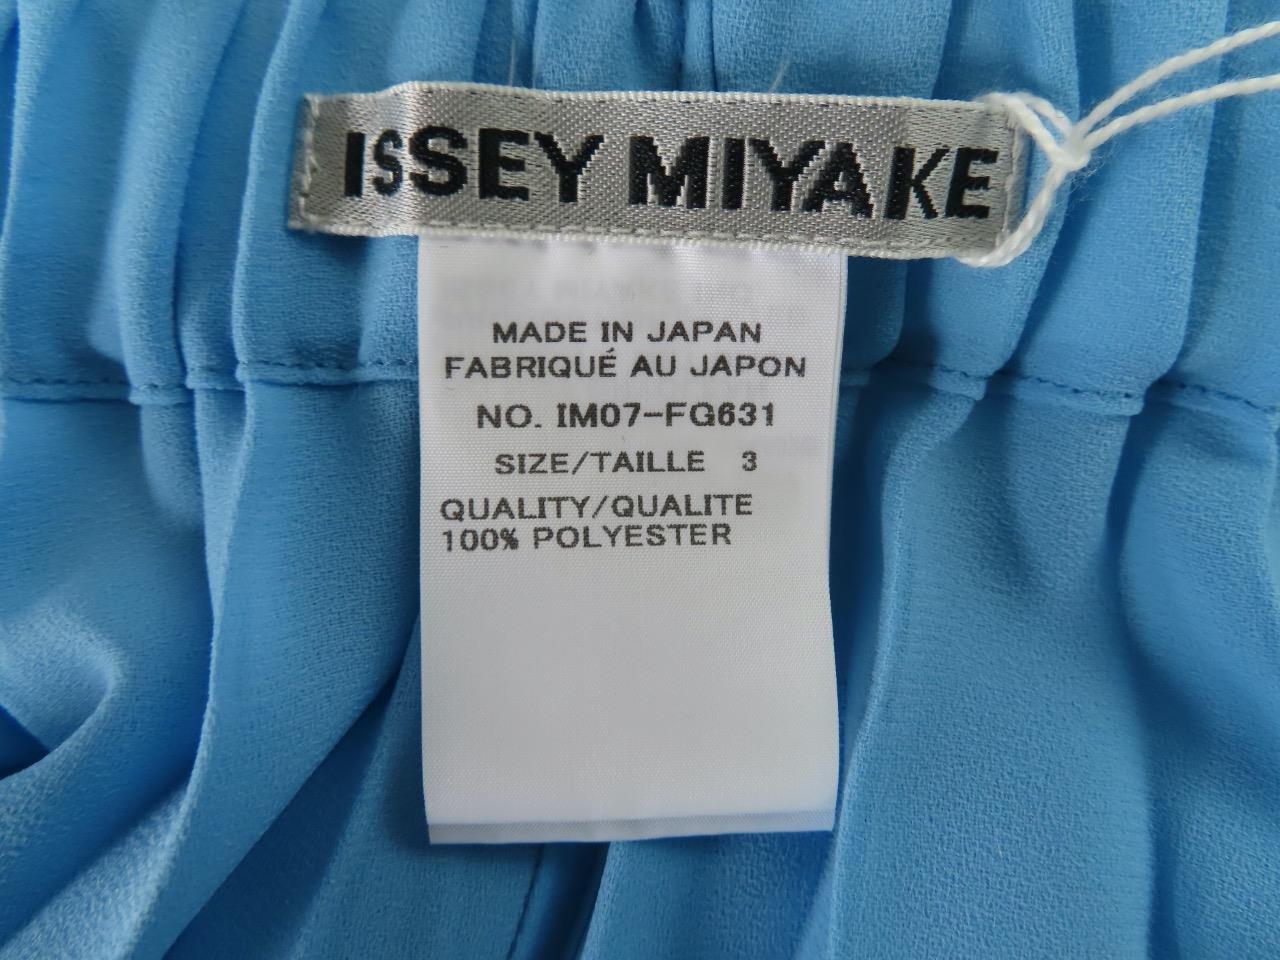 ISSEY MIYAKE
MADE IN JAPAN
FABRIQUÉ AU JAPON
NO. IM07-FG631
SIZE/TAILLE 3
QUALITY/QUALITE
100% POLYESTER